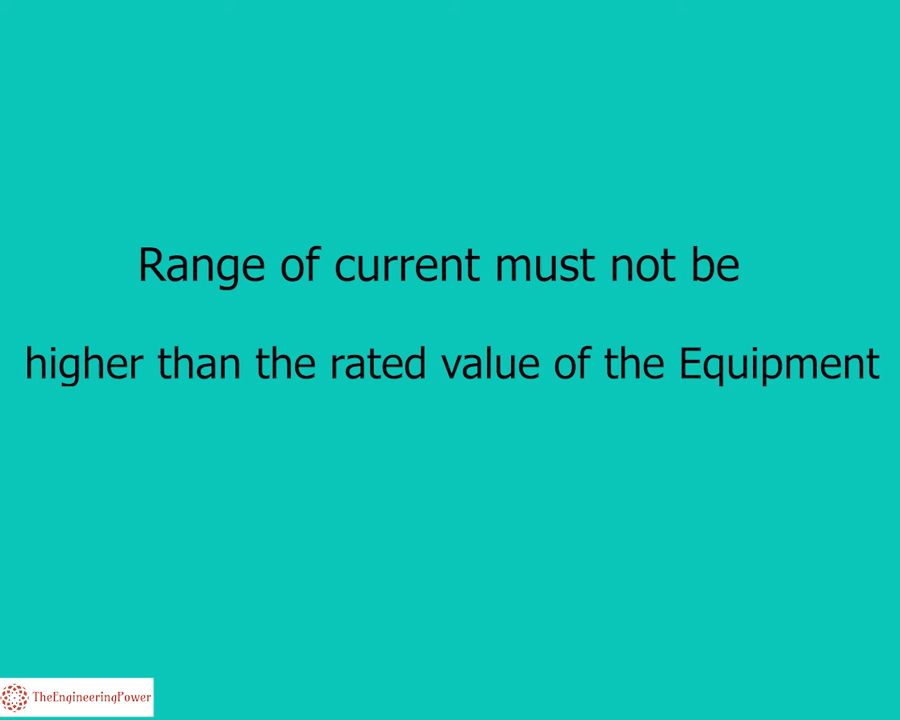 Range of current must not be
higher than the rated value of the Equipment
TheEngineeringPower